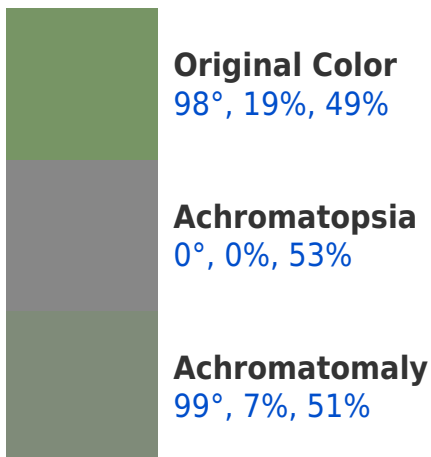 Original Color
98°, 19%, 49%
Achromatopsia
0°, 0%, 53%
Achromatomaly
99°, 7%, 51%